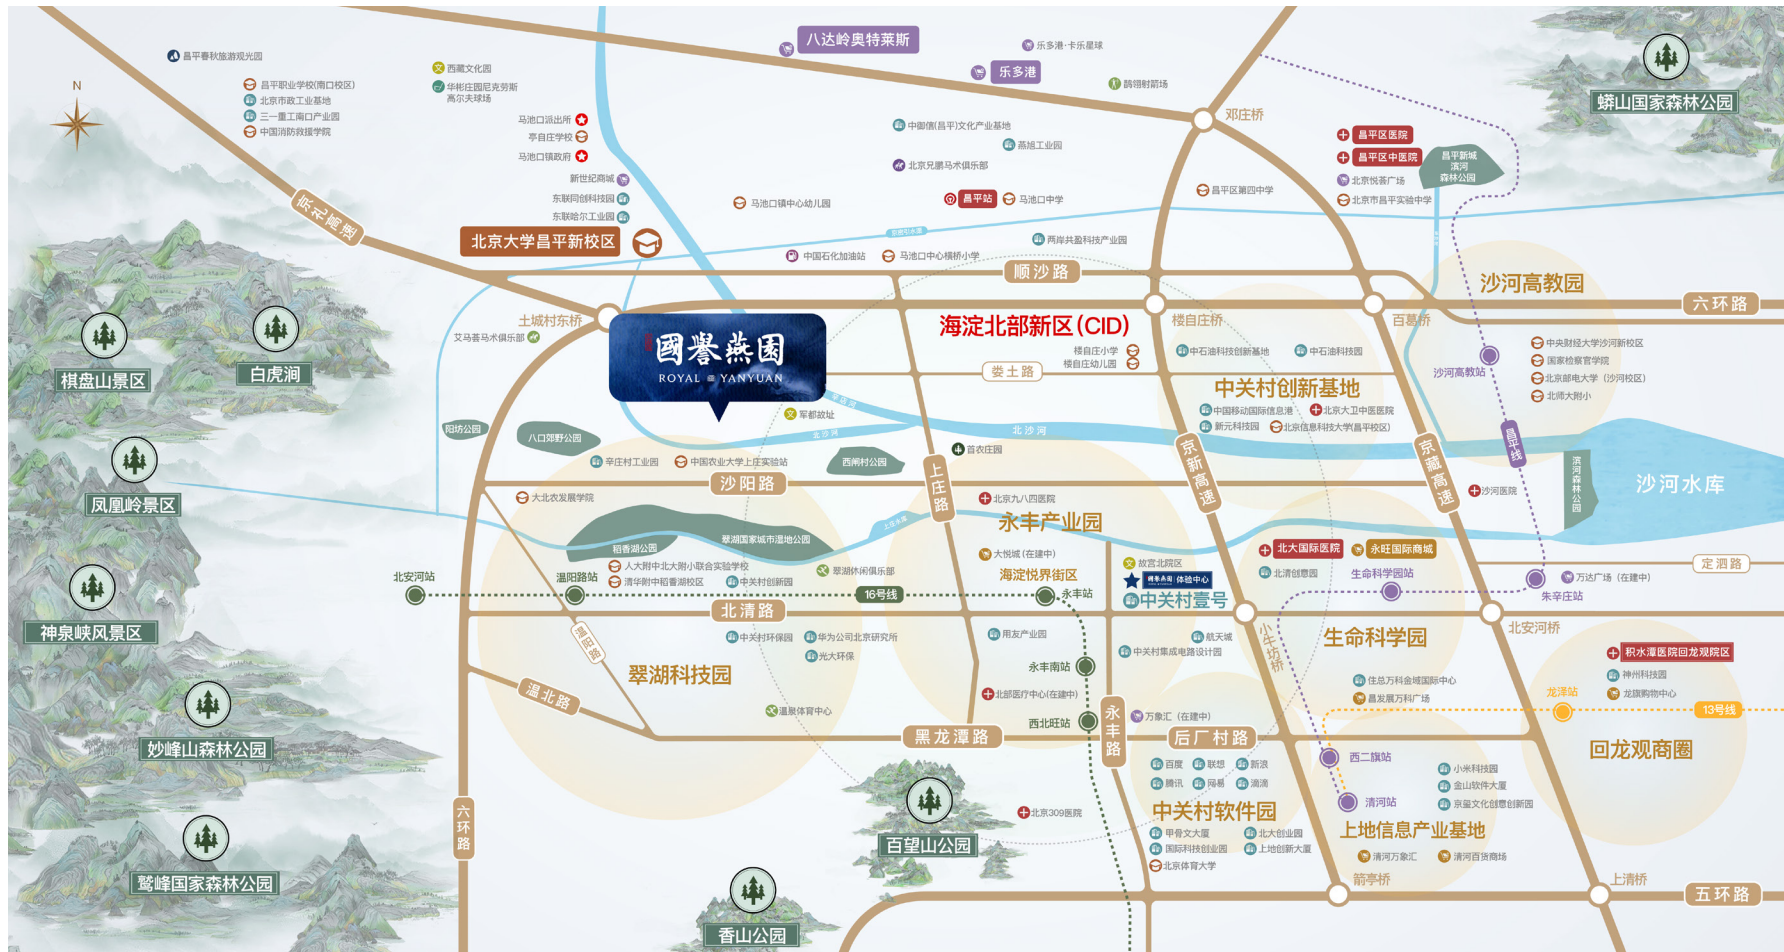 八达岭奥特莱斯
乐多港·卡乐星球
昌平春秋旅游观光园
西藏文化园
乐多港
蟒山国家森林公园
N
昌平职业学校(南口校区)
北京市政工业基地
三一重工南口产业园
中国消防救援学院
华彬庄园尼克劳斯
高尔夫球场
鹊翎射箭场
马池口派出所
亭自庄学校
马池口镇政府
中御信(昌平)文化产业基地
燕旭工业园
邓庄桥
昌平区医院
昌平区中医院
昌平新城
滨河
森林公园
北京兄鹏马术俱乐部
新世纪商城
东联同创科技园
东联哈尔工业园
北京悦荟广场
昌平区第四中学
北京市昌平实验中学
马池口镇中心幼儿园
昌平站
马池口中学
京礼高速
北京大学昌平新校区
两岸共盈科技产业园
中国石化加油站
马池口中心横桥小学
顺沙路
沙河高教园
六环路
土城村东桥
海淀北部新区(CID)
楼自庄桥
百葛桥
艾马荟马术俱乐部
國誉燕園
ROYAL YANYUAN
楼自庄小学
楼自庄幼儿园
中石油科技创新基地
中石油科技园
中央财经大学沙河新校区
国家检察官学院
北京邮电大学（沙河校区）
北师大附小
娄土路
沙河高教站
中关村创新基地
中国移动国际信息港
北京大卫中医医院
新元科技园
北京信息科技大学(昌平校区)
军都故址
阳坊公园
八口郊野公园
北沙河
北沙河
昌平线
首农庄园
西闸村公园
辛庄村工业园
中国农业大学上庄实验站
京新高速
京藏高速
上庄路
沙阳路
滨河森林公园
沙河水库
凤凰岭景区
棋盘山景区
白虎涧
大北农发展学院
北京九八四医院
沙河医院
永丰产业园
上庄水库
稻香湖公园
翠湖国家城市湿地公园
大悦城 (在建中)
故宫北院区
北大国际医院
永旺国际商城
人大附中北大附小联合实验学校
清华附中稻香湖校区
中关村创新园
翠湖休闲俱乐部
海淀悦界街区
國誉燕園 体验中心
北清创意园
生命科学园站
定泗路
万达广场（在建中）
朱辛庄站
北安河站
温阳路站
16号线
永丰站
中关村壹号
神泉峡风景区
北清路
温阳路
中关村环保园
华为公司北京研究所
光大环保
用友产业园
航天城
中关村集成电路设计园
小牛坊桥
生命科学园
北安河桥
积水潭医院回龙观院区
神州科技园
龙旗购物中心
翠湖科技园
永丰南站
北部医疗中心(在建中)
住总万科金域国际中心
昌发展万科广场
龙泽站
13号线
温北路
温泉体育中心
西北旺站
永丰路
万象汇（在建中）
妙峰山森林公园
黑龙潭路
后厂村路
回龙观商圈
百度
联想
新浪
腾讯
网易
滴滴
西二旗站
小米科技园
金山软件大厦
京玺文化创意创新园
清河站
六环路
北京309医院
中关村软件园
上地信息产业基地
甲骨文大厦
北大创业园
国际科技创业园
上地创新大厦
北京体育大学
清河万象汇
清河百货商场
百望山公园
鹫峰国家森林公园
箭亭桥
上清桥
五环路
香山公园